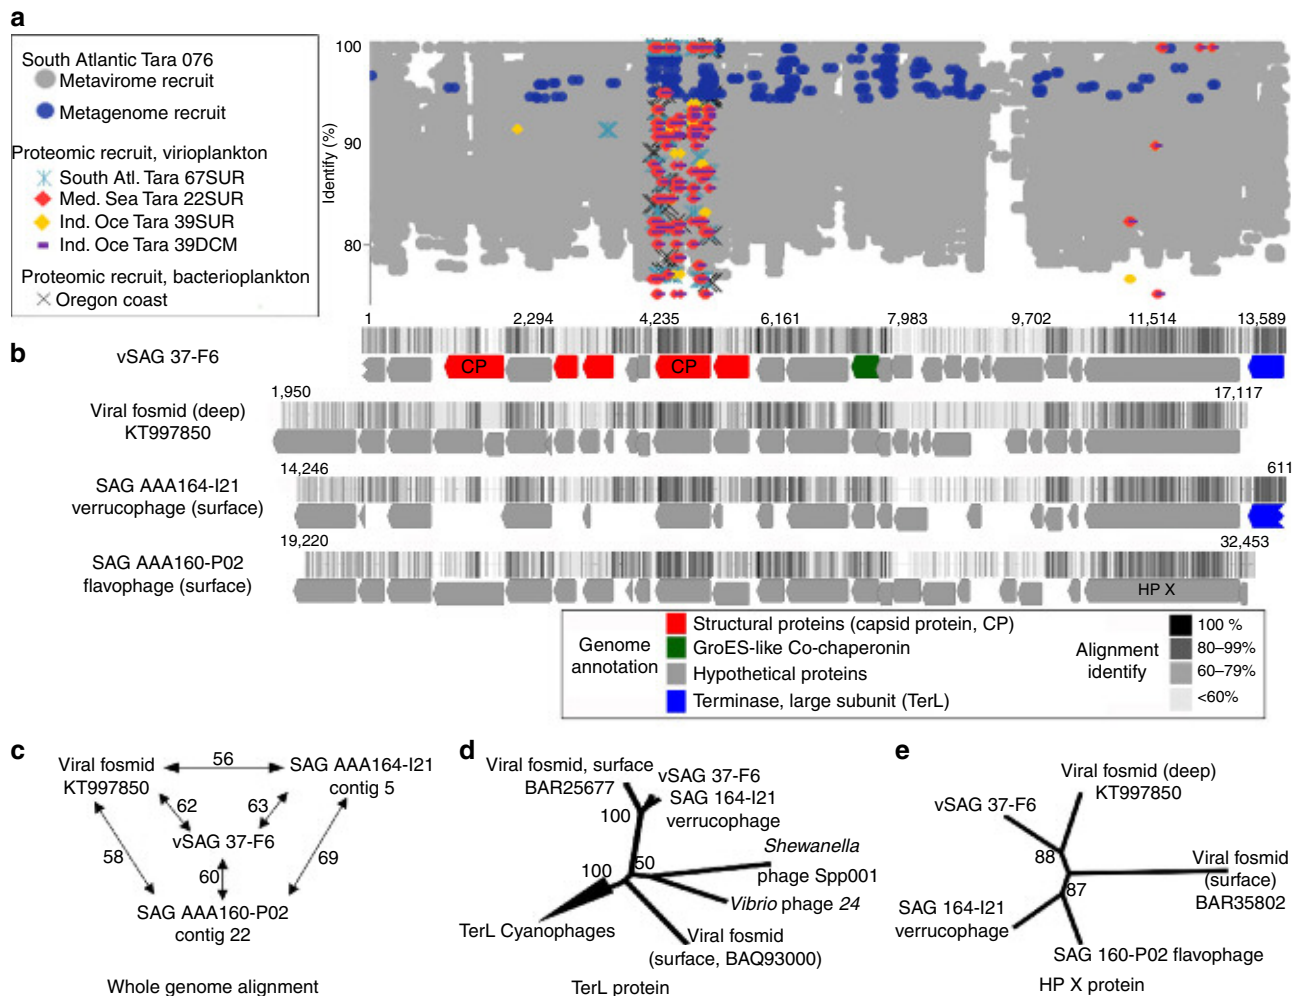 a
South Atlantic Tara 076
Metavirome recruit
Metagenome recruit
Proteomic recruit, virioplankton
South Atl. Tara 67SUR
Med. Sea Tara 22SUR
Ind. Oce Tara 39SUR
Ind. Oce Tara 39DCM
Proteomic recruit, bacterioplankton
Oregon coast
Identify (%)
100
90
80
1 2,294 4,235 6,161 7,983 9,702 11,514 13,589
b
vSAG 37-F6
CP CP
1,950 17,117
Viral fosmid (deep)
KT997850
14,246 611
SAG AAA164-I21
verrucophage (surface)
19,220 32,453
SAG AAA160-P02
flavophage (surface)
HP X
Genome
annotation
Structural proteins (capsid protein, CP)
GroES-like Co-chaperonin
Hypothetical proteins
Terminase, large subunit (TerL)
Alignment
identify
100 %
80–99%
60–79%
<60%
c
Viral fosmid
KT997850
56
SAG AAA164-I21
contig 5
62 63
vSAG 37-F6
58 60 69
SAG AAA160-P02
contig 22
Whole genome alignment
d
Viral fosmid, surface
BAR25677
vSAG 37-F6
SAG 164-I21
verrucophage
100
50
100
Shewanella
phage Spp001
Vibrio phage 24
TerL Cyanophages
Viral fosmid
(surface, BAQ93000)
TerL protein
e
Viral fosmid (deep)
KT997850
vSAG 37-F6
88
87
Viral fosmid
(surface)
BAR35802
SAG 164-I21
verrucophage
SAG 160-P02 flavophage
HP X protein